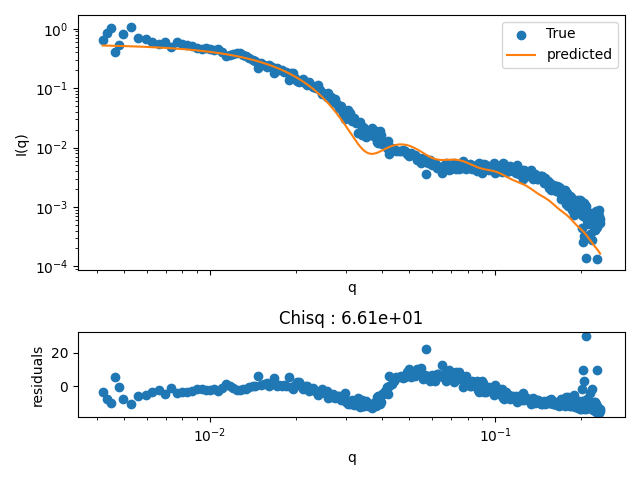 10⁰
10⁻¹
10⁻²
10⁻³
10⁻⁴
I(q)
True
predicted
q
Chisq : 6.61e+01
20
0
residuals
10⁻²
10⁻¹
q